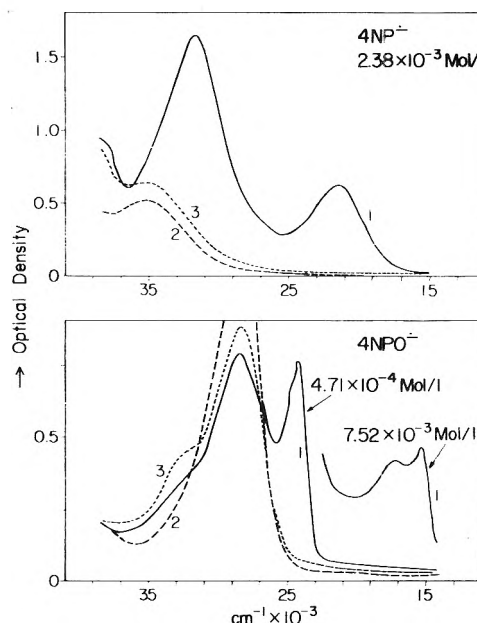 4NP∸
2.38×10⁻³ Mol/
1.5
1.0
0.5
0
3
2
1
35
25
15
→ Optical Density
4NPO∸
4.71×10⁻⁴ Mol/l
7.52×10⁻³ Mol/l
0.5
0
3
2
1
1
35
25
15
cm⁻¹×10⁻³